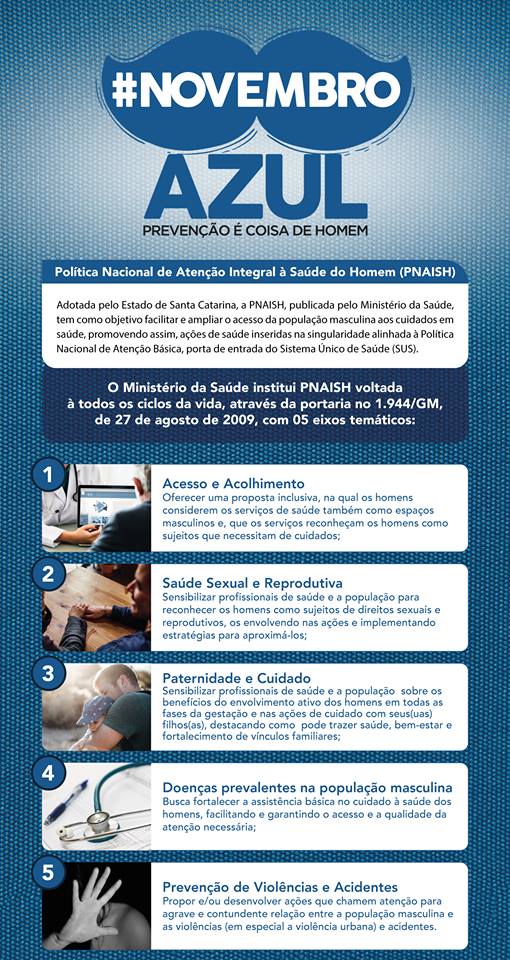 #NOVEMBRO
AZUL
PREVENÇÃO É COISA DE HOMEM
Política Nacional de Atenção Integral à Saúde do Homem (PNAISH)
Adotada pelo Estado de Santa Catarina, a PNAISH, publicada pelo Ministério da Saúde,
tem como objetivo facilitar e ampliar o acesso da população masculina aos cuidados em
saúde, promovendo assim, ações de saúde inseridas na singularidade alinhada à Política
Nacional de Atenção Básica, porta de entrada do Sistema Único de Saúde (SUS).
O Ministério da Saúde institui PNAISH voltada
à todos os ciclos da vida, através da portaria no 1.944/GM,
de 27 de agosto de 2009, com 05 eixos temáticos:
1
Acesso e Acolhimento
Oferecer uma proposta inclusiva, na qual os homens
considerem os serviços de saúde também como espaços
masculinos e, que os serviços reconheçam os homens como
sujeitos que necessitam de cuidados;
2
Saúde Sexual e Reprodutiva
Sensibilizar profissionais de saúde e a população para
reconhecer os homens como sujeitos de direitos sexuais e
reprodutivos, os envolvendo nas ações e implementando
estratégias para aproximá-los;
3
Paternidade e Cuidado
Sensibilizar profissionais de saúde e a população sobre os
benefícios do envolvimento ativo dos homens em todas as
fases da gestação e nas ações de cuidado com seus(uas)
filhos(as), destacando como pode trazer saúde, bem-estar e
fortalecimento de vínculos familiares;
4
Doenças prevalentes na população masculina
Busca fortalecer a assistência básica no cuidado à saúde dos
homens, facilitando e garantindo o acesso e a qualidade da
atenção necessária;
5
Prevenção de Violências e Acidentes
Propor e/ou desenvolver ações que chamem atenção para
agrave e contundente relação entre a população masculina e
as violências (em especial a violência urbana) e acidentes.